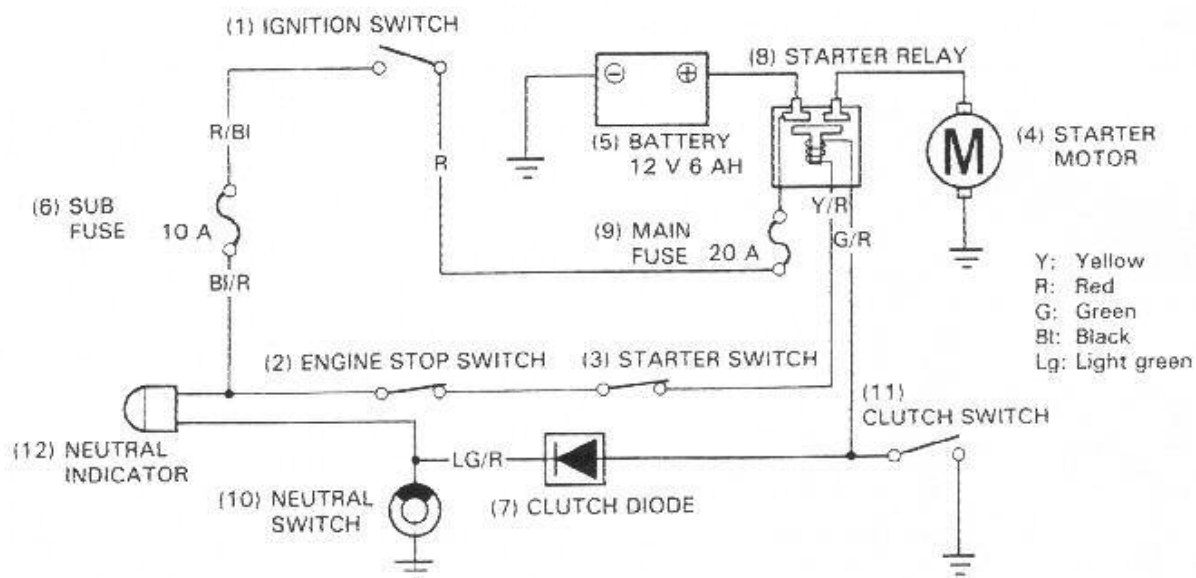 (1) IGNITION SWITCH
(8) STARTER RELAY
R/Bl
R
(5) BATTERY
12 V 6 AH
(4) STARTER
MOTOR
M
(6) SUB
FUSE
10 A
(9) MAIN
FUSE
20 A
Y/R
G/R
Bl/R
Y: Yellow
R: Red
G: Green
Bl: Black
Lg: Light green
(2) ENGINE STOP SWITCH
(3) STARTER SWITCH
(11)
CLUTCH SWITCH
(12) NEUTRAL
INDICATOR
LG/R
(10) NEUTRAL
SWITCH
(7) CLUTCH DIODE